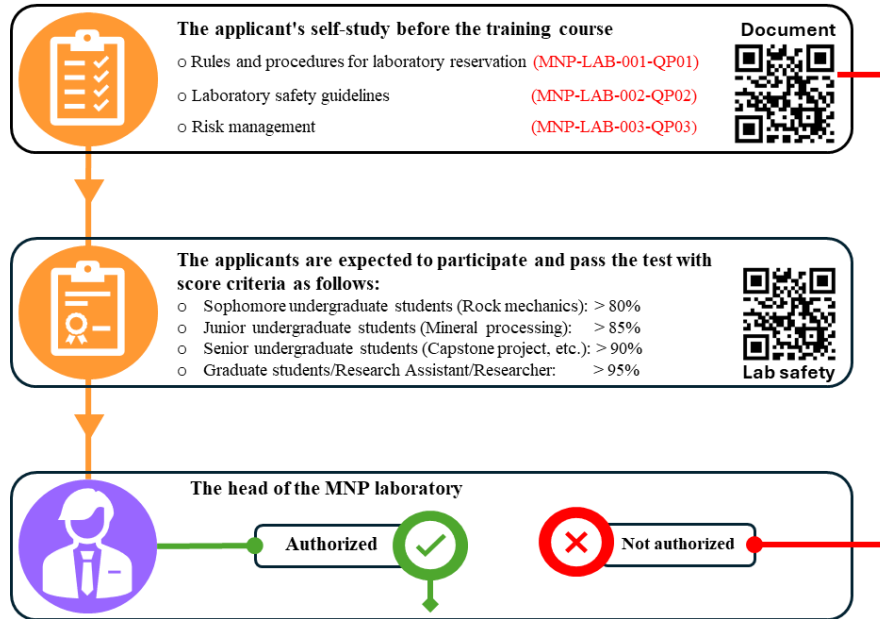 The applicant's self-study before the training course
Document
○ Rules and procedures for laboratory reservation (MNP-LAB-001-QP01)
○ Laboratory safety guidelines (MNP-LAB-002-QP02)
○ Risk management (MNP-LAB-003-QP03)
The applicants are expected to participate and pass the test with
score criteria as follows:
○ Sophomore undergraduate students (Rock mechanics): > 80%
○ Junior undergraduate students (Mineral processing): > 85%
○ Senior undergraduate students (Capstone project, etc.): > 90%
○ Graduate students/Research Assistant/Researcher: > 95%
Lab safety
The head of the MNP laboratory
Authorized
Not authorized